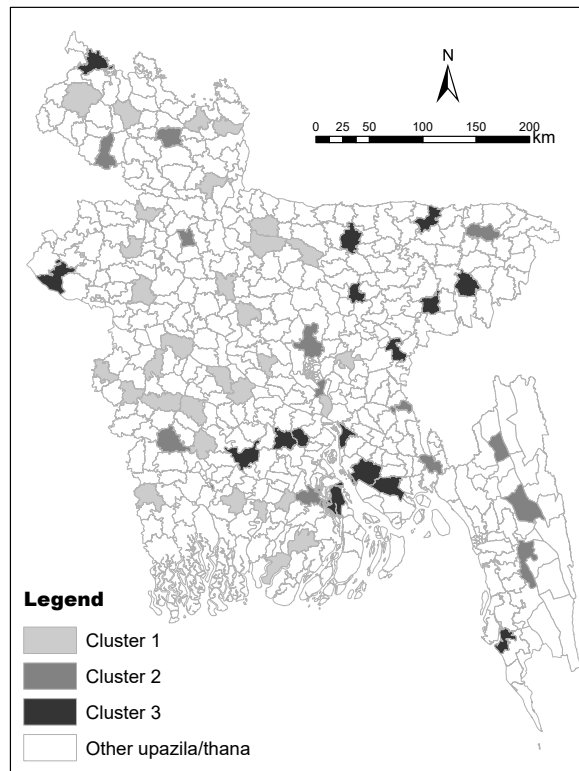 N
0 25 50 100 150 200
km
Legend
Cluster 1
Cluster 2
Cluster 3
Other upazila/thana